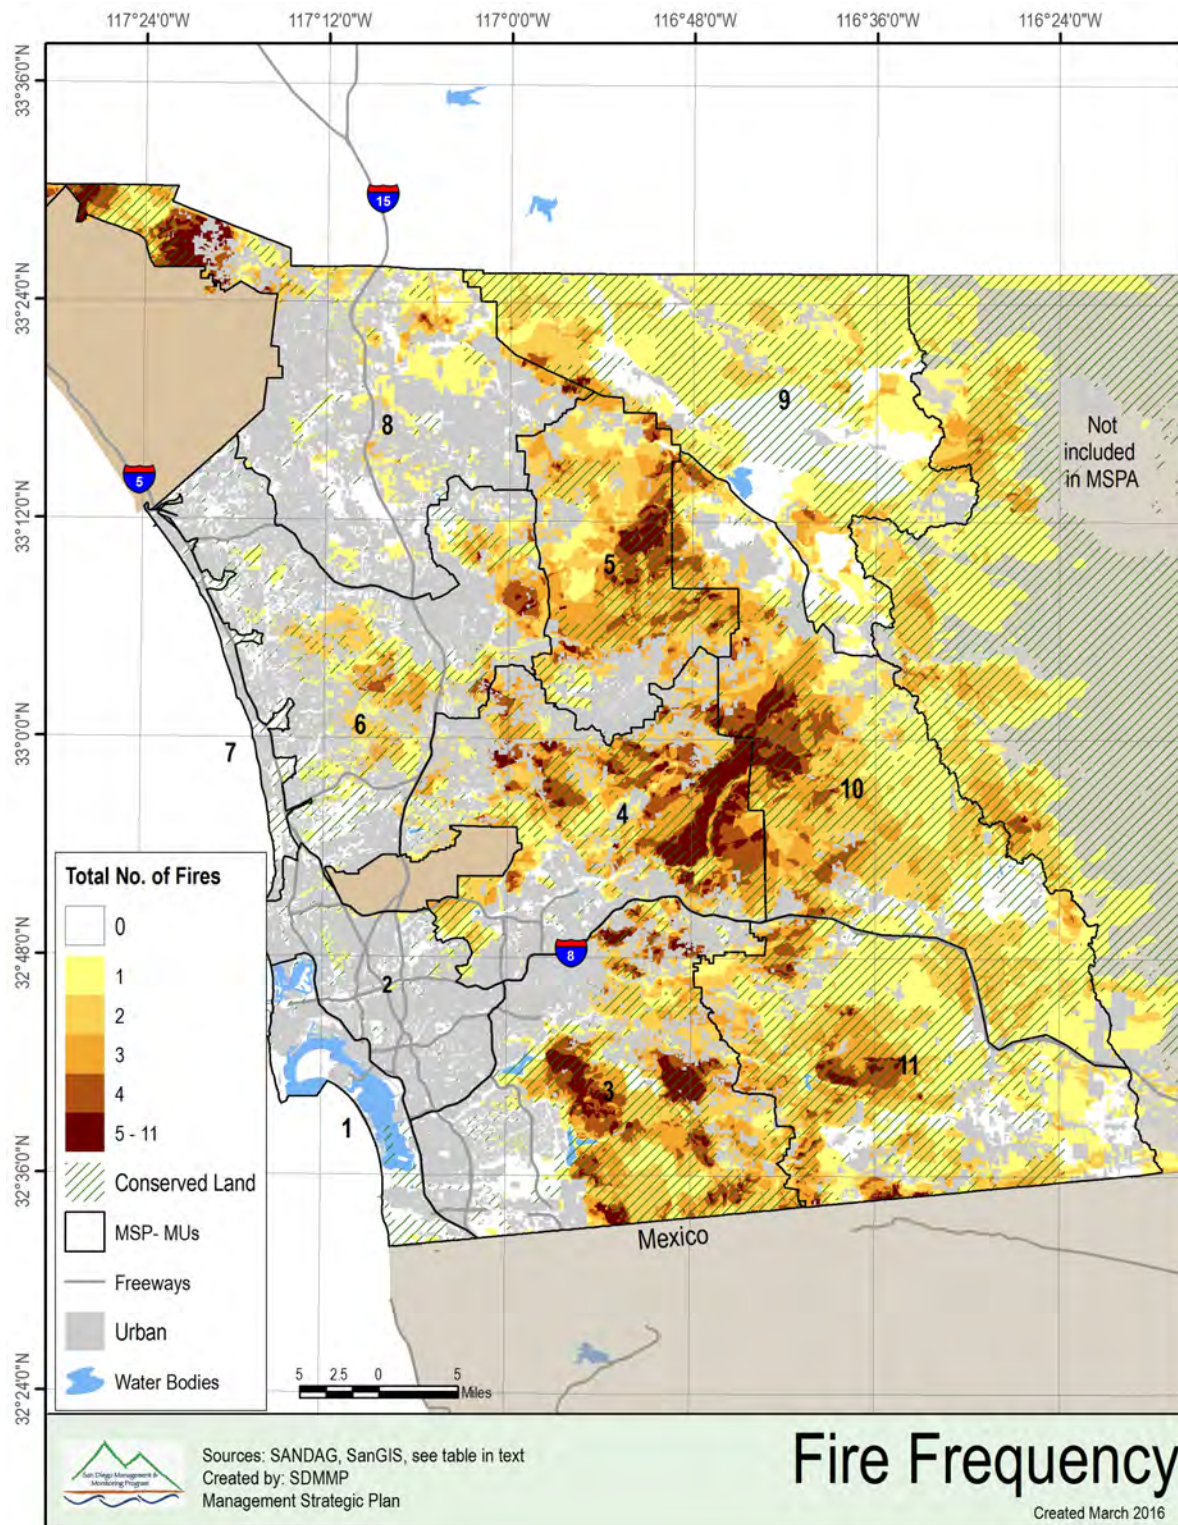 117°24'0"W 117°12'0"W 117°0'0"W 116°48'0"W 116°36'0"W 116°24'0"W
33°36'0"N
15
33°24'0"N
9
8
Not
included
in MSPA
5
33°12'0"N
5
6
33°0'0"N
7
10
4
Total No. of Fires
0
1
2
3
4
5 - 11
Conserved Land
MSP- MUs
Freeways
Urban
Water Bodies
32°48'0"N
8
2
11
3
1
32°36'0"N
Mexico
32°24'0"N
5 2.5 0 5
Miles
San Diego Management &
Monitoring Program
Sources: SANDAG, SanGIS, see table in text
Created by: SDMMP
Management Strategic Plan
Fire Frequency
Created March 2016